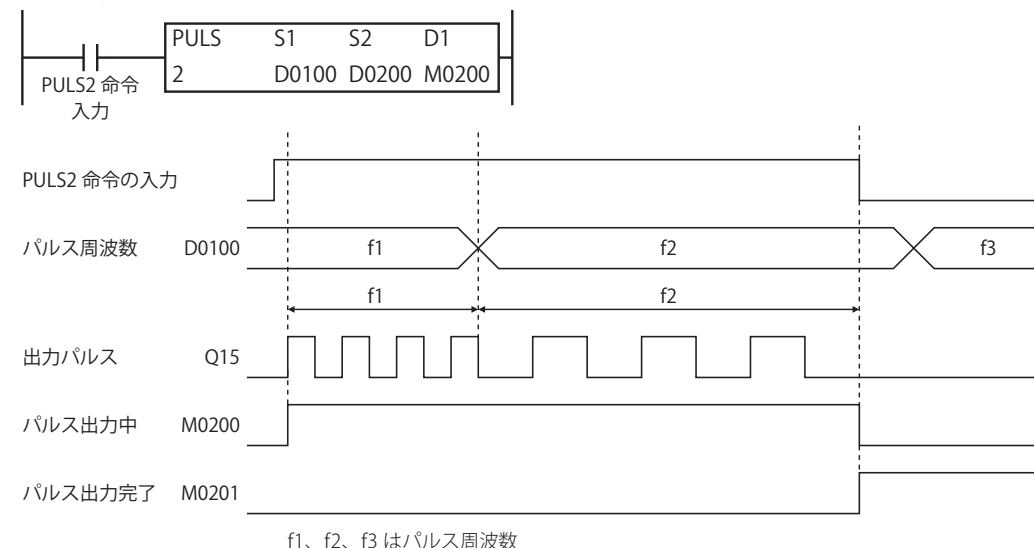 PULS S1 S2 D1
2 D0100 D0200 M0200
PULS2 命令
入力
PULS2 命令の入力
パルス周波数 D0100 f1 f2 f3
f1 f2
出力パルス Q15
パルス出力中 M0200
パルス出力完了 M0201
f1、f2、f3 はパルス周波数